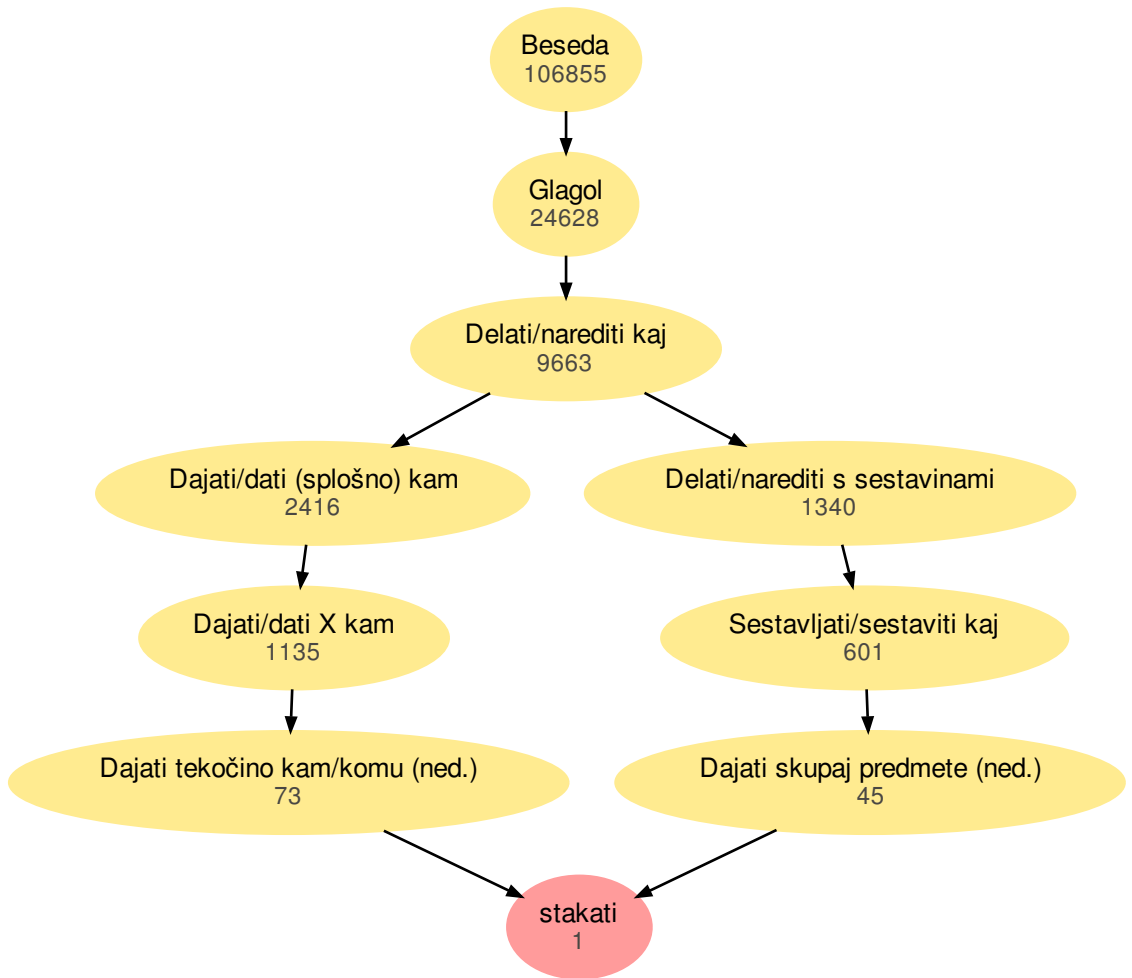 Beseda
106855
Glagol
24628
Delati/narediti kaj
9663
Dajati/dati (splošno) kam
2416
Delati/narediti s sestavinami
1340
Dajati/dati X kam
1135
Sestavljati/sestaviti kaj
601
Dajati tekočino kam/komu (ned.)
73
Dajati skupaj predmete (ned.)
45
stakati
1